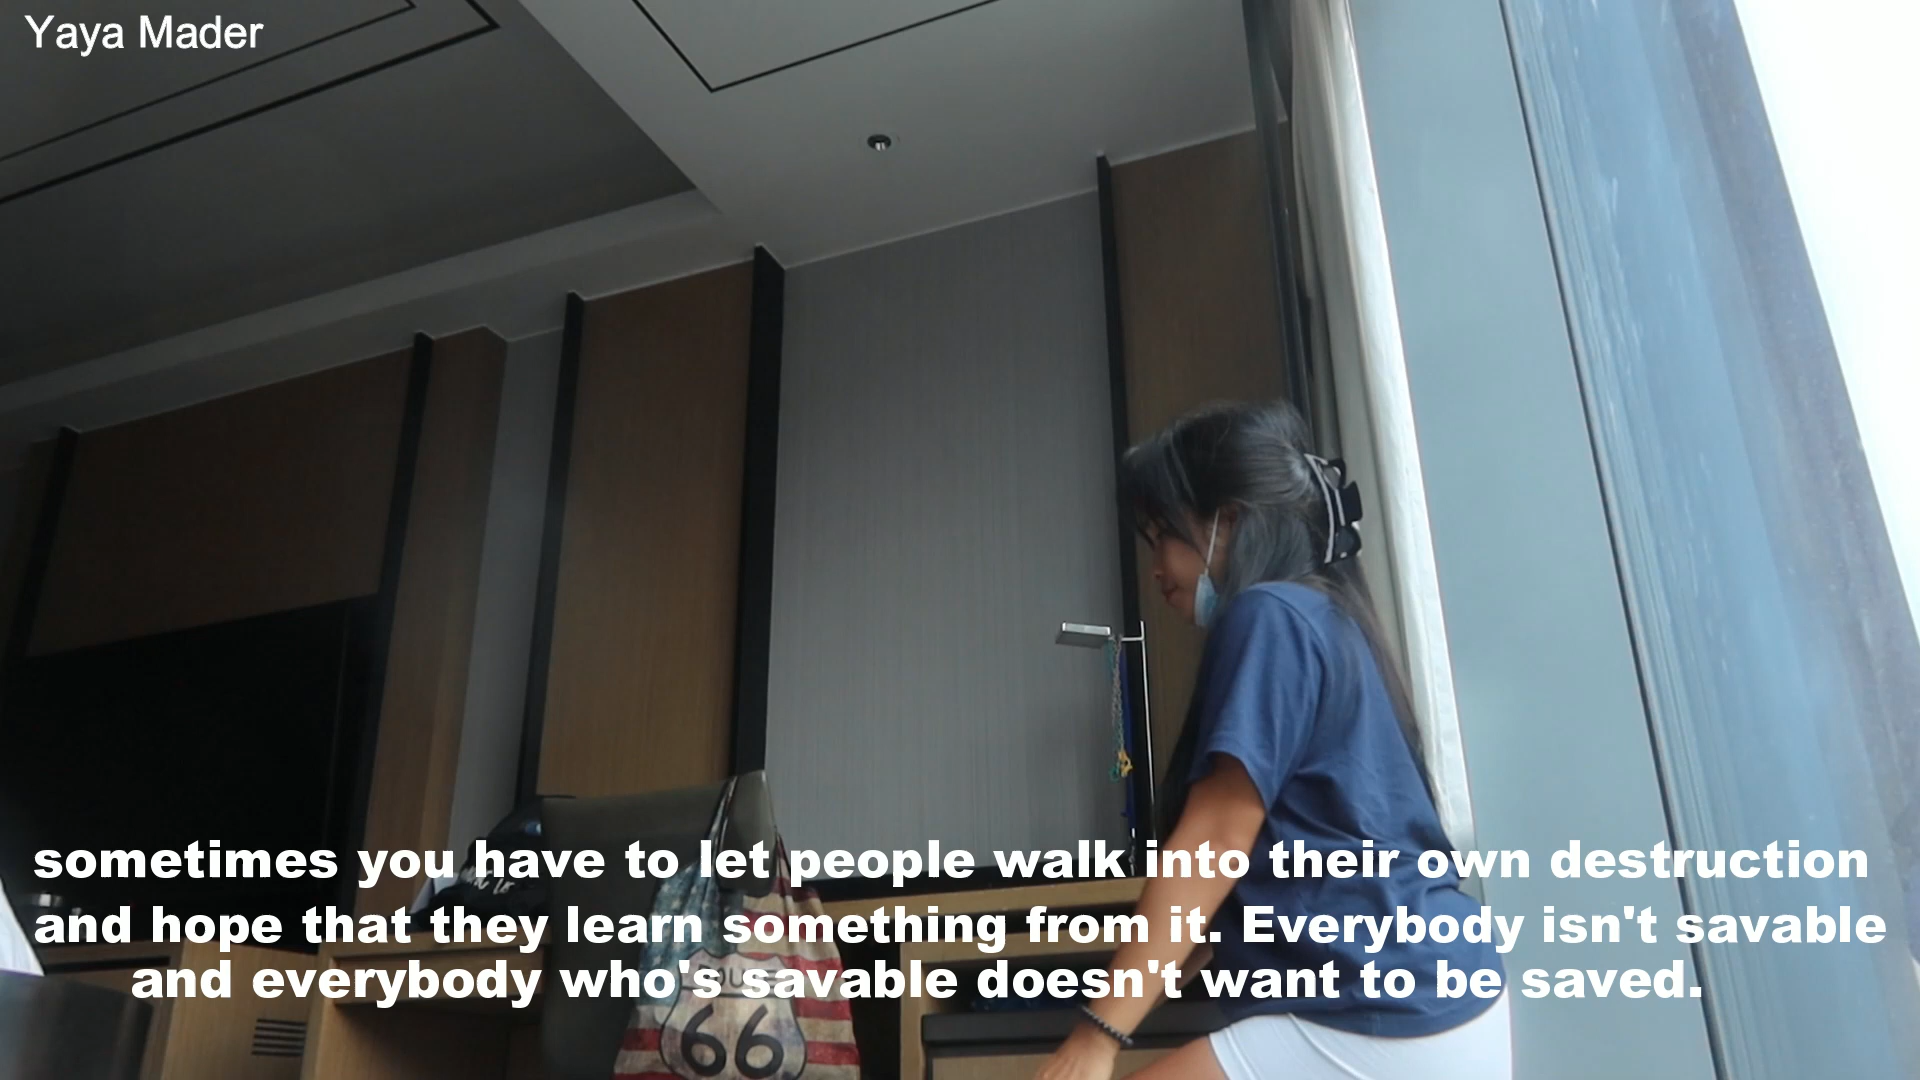 Yaya Mader
sometimes you have to let people walk into their own destruction
and hope that they learn something from it. Everybody isn't savable
and everybody who's savable doesn't want to be saved.
66